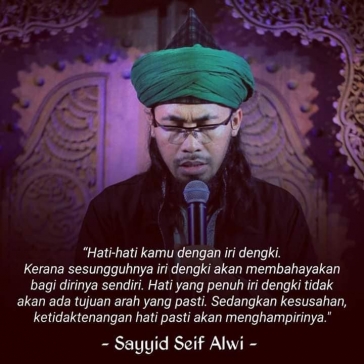 “Hati-hati kamu dengan iri dengki.
Kerana sesungguhnya iri dengki akan membahayakan
bagi dirinya sendiri. Hati yang penuh iri dengki tidak
akan ada tujuan arah yang pasti. Sedangkan kesusahan,
ketidaktenangan hati pasti akan menghampirinya."
- Sayyid Seif Alwi -